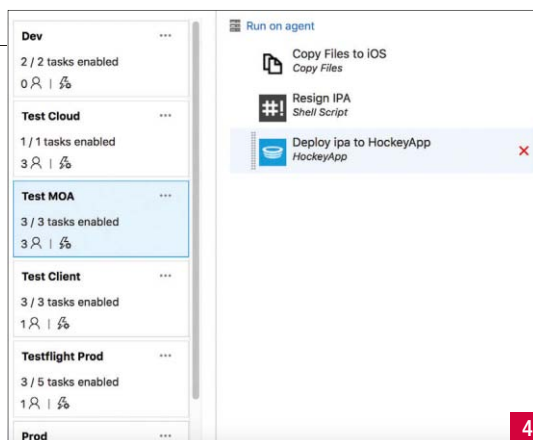 Dev
2 / 2 tasks enabled
0
Test Cloud
1 / 1 tasks enabled
3
Test MOA
3 / 3 tasks enabled
3
Test Client
3 / 3 tasks enabled
1
Testflight Prod
3 / 5 tasks enabled
1
Prod
Run on agent
Copy Files to iOS
Copy Files
#!
Resign IPA
Shell Script
Deploy ipa to HockeyApp
HockeyApp
4